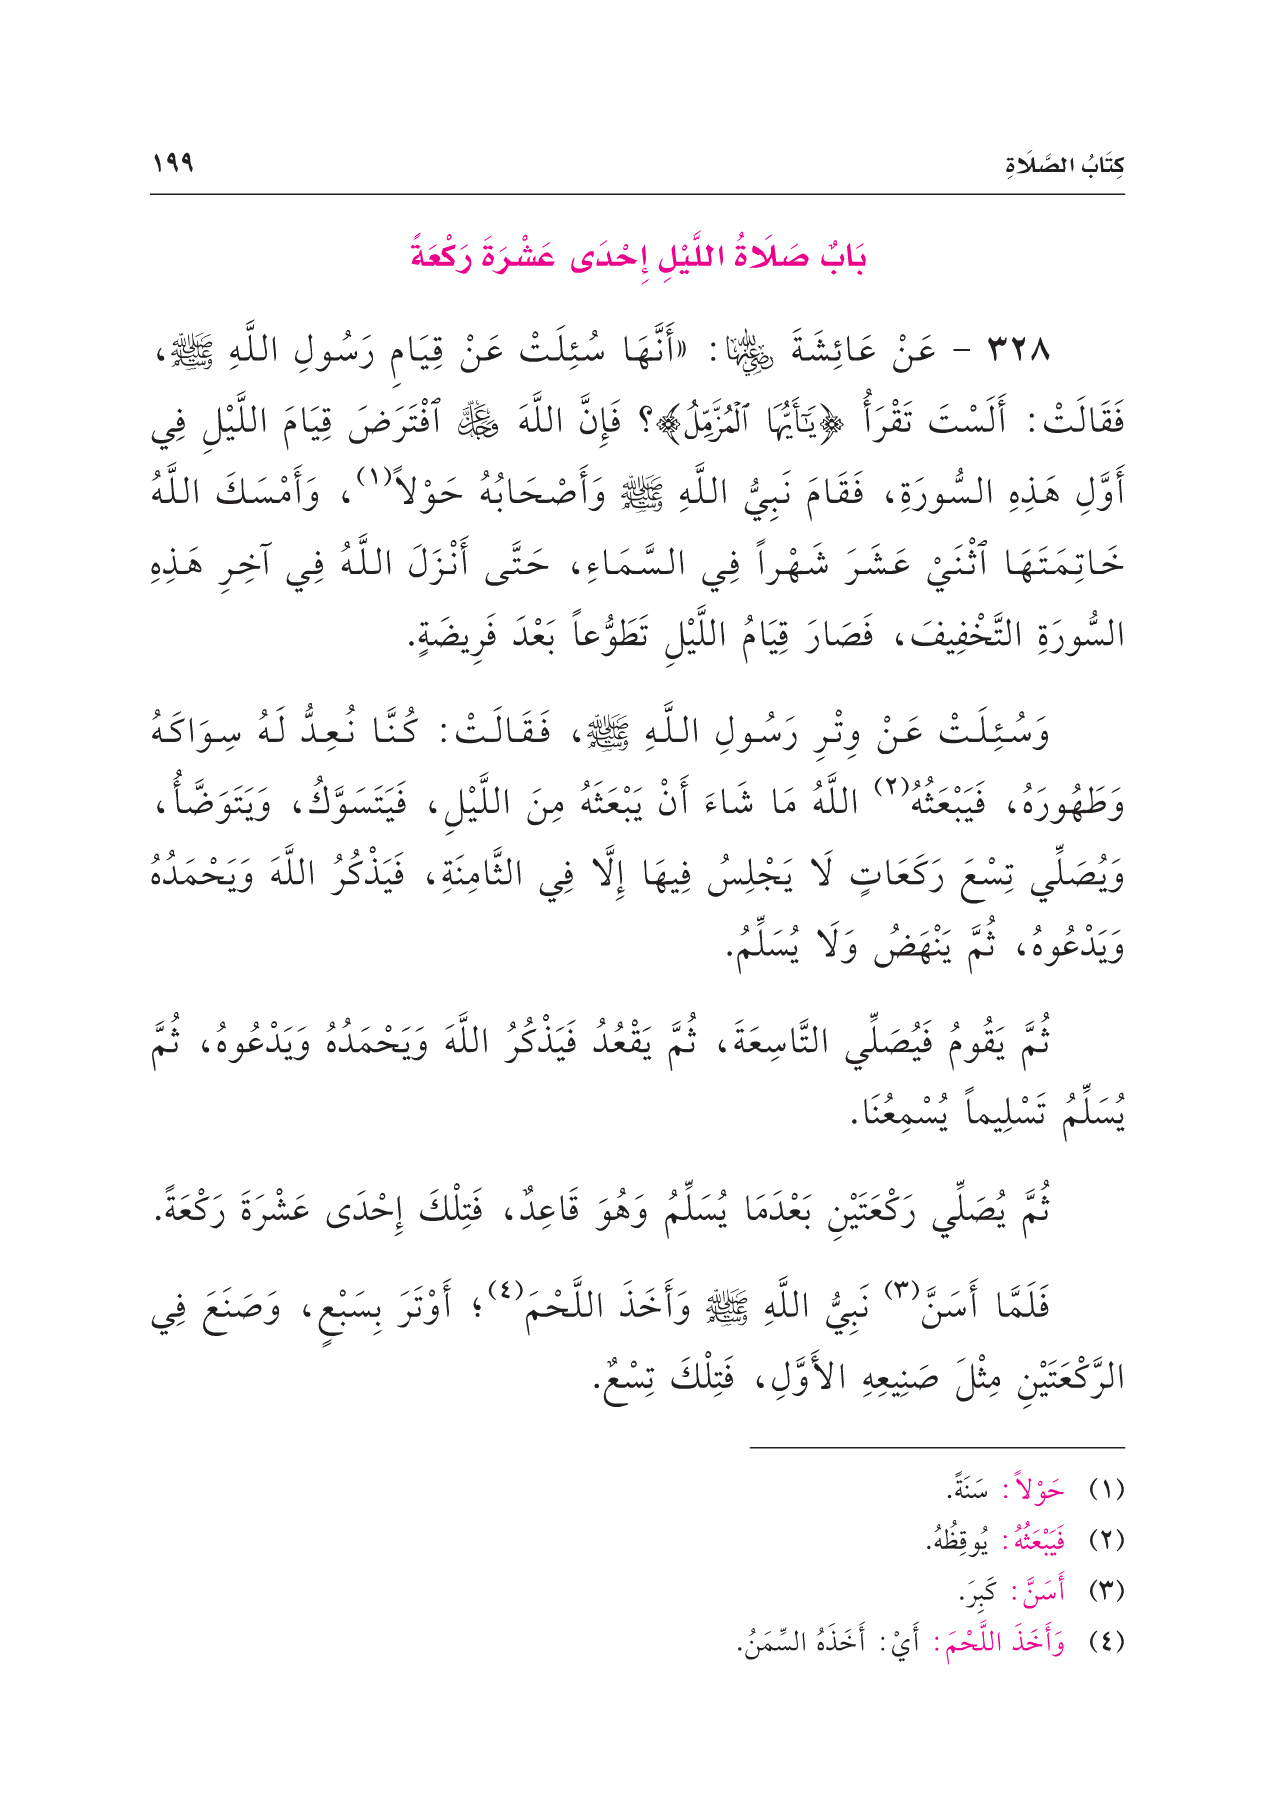 كِتَابُ الصَّلَاةِ ١٩٩
بَابٌ صَلَاةُ اللَّيْلِ إِحْدَى عَشْرَةَ رَكْعَةً
٣٢٨ - عَنْ عَائِشَةَ رضي الله عنها: «أَنَّهَا سُئِلَتْ عَنْ قِيَامِ رَسُولِ اللَّهِ ﷺ،
فَقَالَتْ: أَلَسْتَ تَقْرَأُ ﴿يَٰٓأَيُّهَا ٱلْمُزَّمِّلُ﴾؟ فَإِنَّ اللَّهَ عز وجل ٱفْتَرَضَ قِيَامَ اللَّيْلِ فِي
أَوَّلِ هَذِهِ السُّورَةِ، فَقَامَ نَبِيُّ اللَّهِ ﷺ وَأَصْحَابُهُ حَوْلاً(١)، وَأَمْسَكَ اللَّهُ
خَاتِمَتَهَا ٱثْنَيْ عَشَرَ شَهْراً فِي السَّمَاءِ، حَتَّى أَنْزَلَ اللَّهُ فِي آخِرِ هَذِهِ
السُّورَةِ التَّخْفِيفَ، فَصَارَ قِيَامُ اللَّيْلِ تَطَوُّعاً بَعْدَ فَرِيضَةٍ.
وَسُئِلَتْ عَنْ وِتْرِ رَسُولِ اللَّهِ ﷺ، فَقَالَتْ: كُنَّا نُعِدُّ لَهُ سِوَاكَهُ
وَطَهُورَهُ، فَيَبْعَثُهُ(٢) اللَّهُ مَا شَاءَ أَنْ يَبْعَثَهُ مِنَ اللَّيْلِ، فَيَتَسَوَّكُ، وَيَتَوَضَّأُ،
وَيُصَلِّي تِسْعَ رَكَعَاتٍ لَا يَجْلِسُ فِيهَا إِلَّا فِي الثَّامِنَةِ، فَيَذْكُرُ اللَّهَ وَيَحْمَدُهُ
وَيَدْعُوهُ، ثُمَّ يَنْهَضُ وَلَا يُسَلِّمُ.
ثُمَّ يَقُومُ فَيُصَلِّي التَّاسِعَةَ، ثُمَّ يَقْعُدُ فَيَذْكُرُ اللَّهَ وَيَحْمَدُهُ وَيَدْعُوهُ، ثُمَّ
يُسَلِّمُ تَسْلِيماً يُسْمِعُنَا.
ثُمَّ يُصَلِّي رَكْعَتَيْنِ بَعْدَمَا يُسَلِّمُ وَهُوَ قَاعِدٌ، فَتِلْكَ إِحْدَى عَشْرَةَ رَكْعَةً.
فَلَمَّا أَسَنَّ(٣) نَبِيُّ اللَّهِ ﷺ وَأَخَذَ اللَّحْمَ(٤)؛ أَوْتَرَ بِسَبْعٍ، وَصَنَعَ فِي
الرَّكْعَتَيْنِ مِثْلَ صَنِيعِهِ الأَوَّلِ، فَتِلْكَ تِسْعٌ.
(١) حَوْلاً: سَنَةً.
(٢) فَيَبْعَثُهُ: يُوقِظُهُ.
(٣) أَسَنَّ: كَبِرَ.
(٤) وَأَخَذَ اللَّحْمَ: أَيْ: أَخَذَهُ السِّمَنُ.